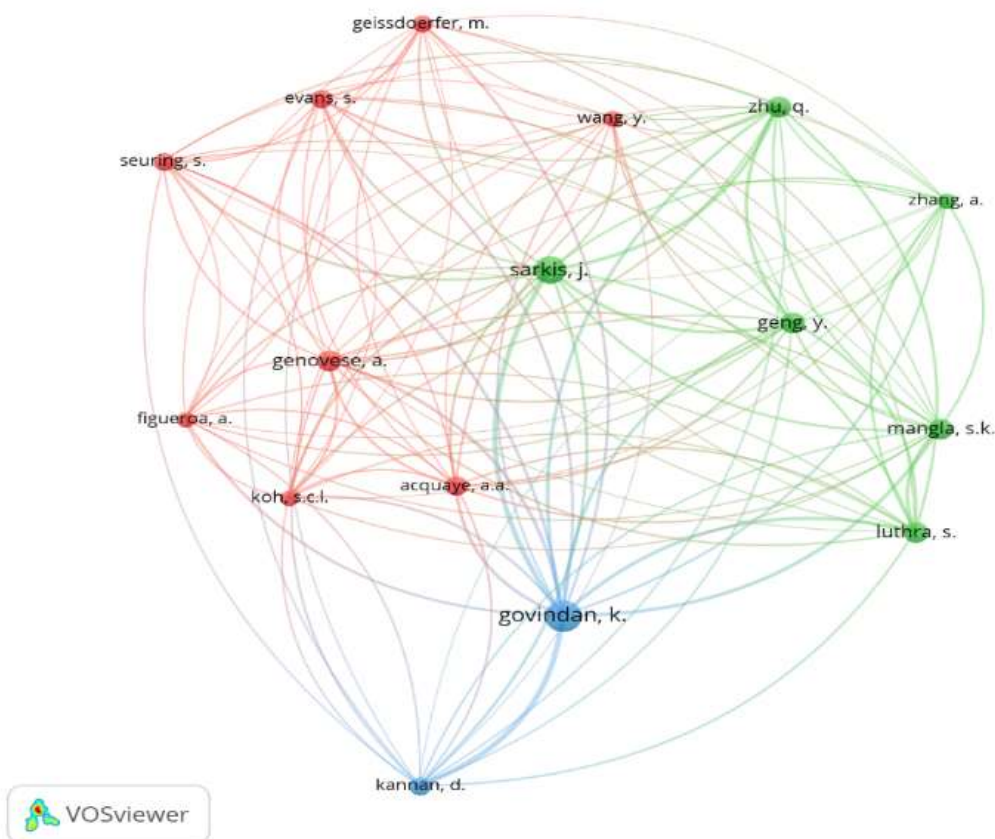 geissdoerfer, m.
evans, s.
wang, y.
zhu, q.
seuring, s.
zhang, a.
sarkis, j.
geng, y.
genovese, a.
figueroa, a.
mangla, s.k.
koh, s.c.l.
acquaye, a.a.
luthra, s.
govindan, k.
kannan, d.
VOSviewer